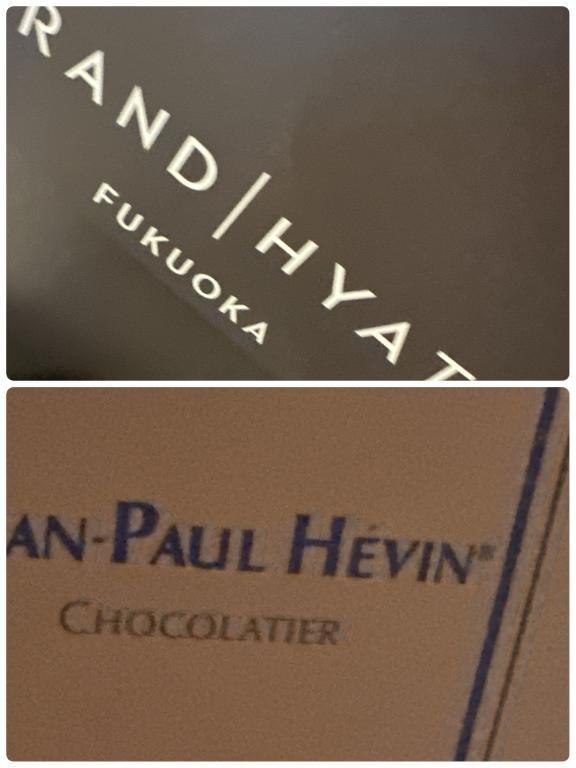 RAND|HYAT
FUKUOKA
AN-PAUL HÉVIN
CHOCOLATIER